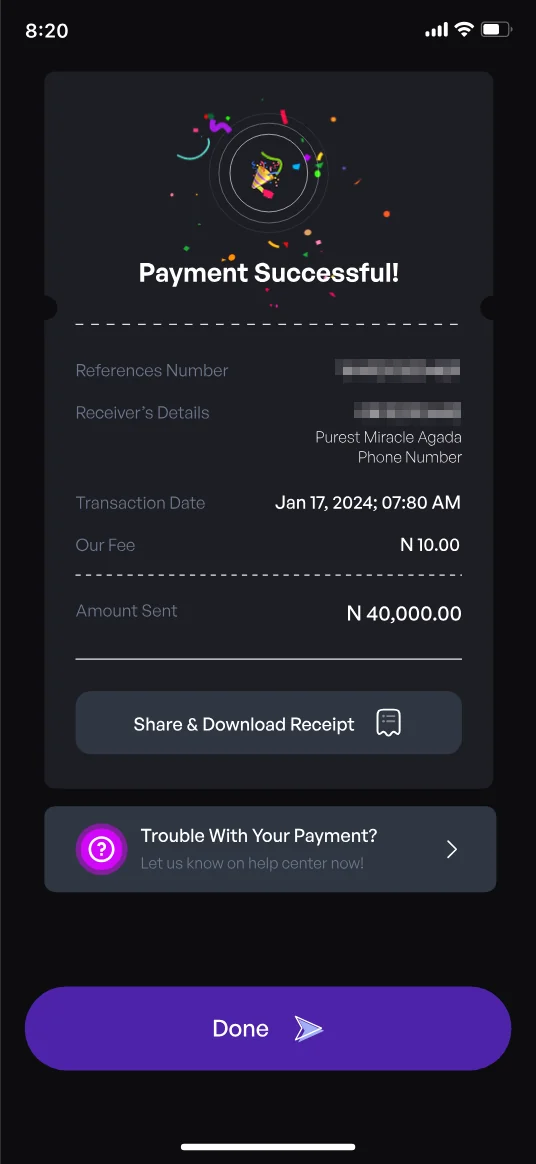 8:20
Payment Successful!
References Number
Receiver's Details
Purest Miracle Agada
Phone Number
Transaction Date Jan 17, 2024; 07:80 AM
Our Fee N 10.00
Amount Sent N 40,000.00
Share & Download Receipt
Trouble With Your Payment?
Let us know on help center now!
Done